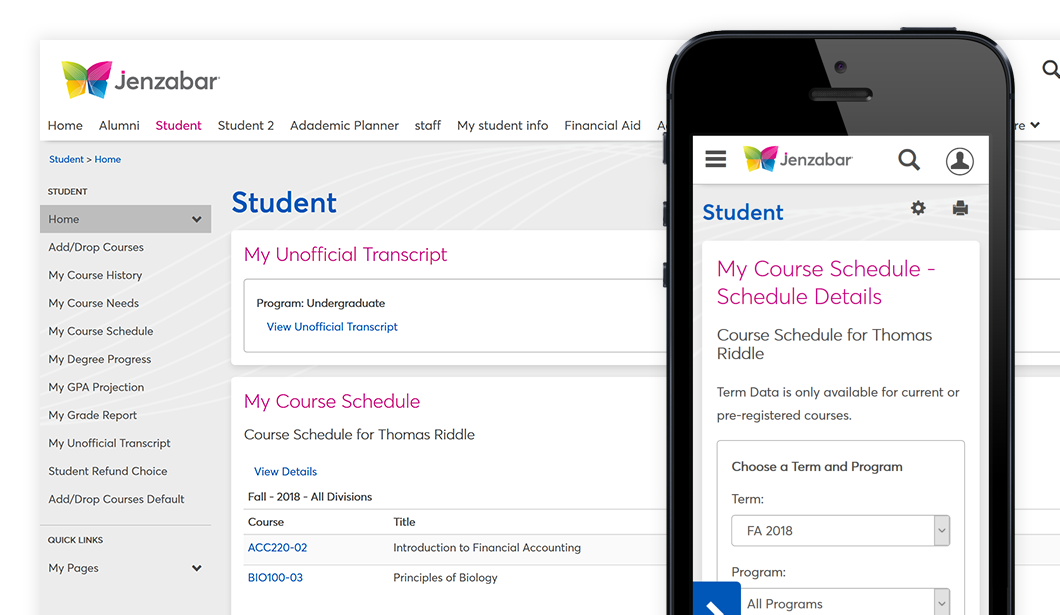 jenzabar
Home Alumni Student Student 2 Adademic Planner staff My student info Financial Aid
Student > Home
STUDENT
Home
Add/Drop Courses
My Course History
My Course Needs
My Course Schedule
My Degree Progress
My GPA Projection
My Grade Report
My Unofficial Transcript
Student Refund Choice
Add/Drop Courses Default
QUICK LINKS
My Pages
Student
My Unofficial Transcript
Program: Undergraduate
View Unofficial Transcript
My Course Schedule
Course Schedule for Thomas Riddle
View Details
Fall - 2018 - All Divisions
Course Title
ACC220-02 Introduction to Financial Accounting
BIO100-03 Principles of Biology
jenzabar
Student
My Course Schedule -
Schedule Details
Course Schedule for Thomas
Riddle
Term Data is only available for current or
pre-registered courses.
Choose a Term and Program
Term:
FA 2018
Program:
All Programs